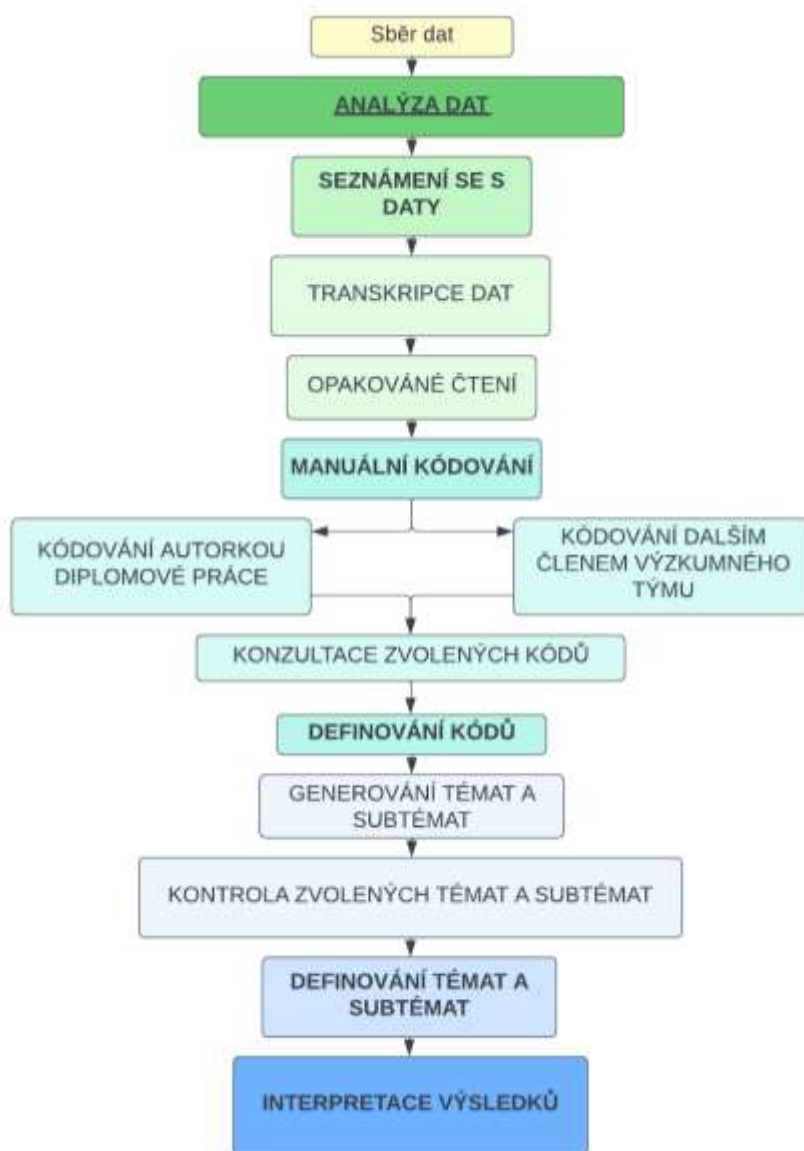 Sběr dat
ANALÝZA DAT
SEZNÁMENÍ SE S
DATY
TRANSKRIPCE DAT
OPAKOVÁNÉ ČTENÍ
MANUÁLNÍ KÓDOVÁNÍ
KÓDOVÁNÍ AUTORKOU
DIPLOMOVÉ PRÁCE
KÓDOVÁNÍ DALŠÍM
ČLENEM VÝZKUMNÉHO
TÝMU
KONZULTACE ZVOLENÝCH KÓDŮ
DEFINOVÁNÍ KÓDŮ
GENEROVÁNÍ TÉMAT A
SUBTÉMAT
KONTROLA ZVOLENÝCH TÉMAT A SUBTÉMAT
DEFINOVÁNÍ TÉMAT A
SUBTÉMAT
INTERPRETACE VÝSLEDKŮ